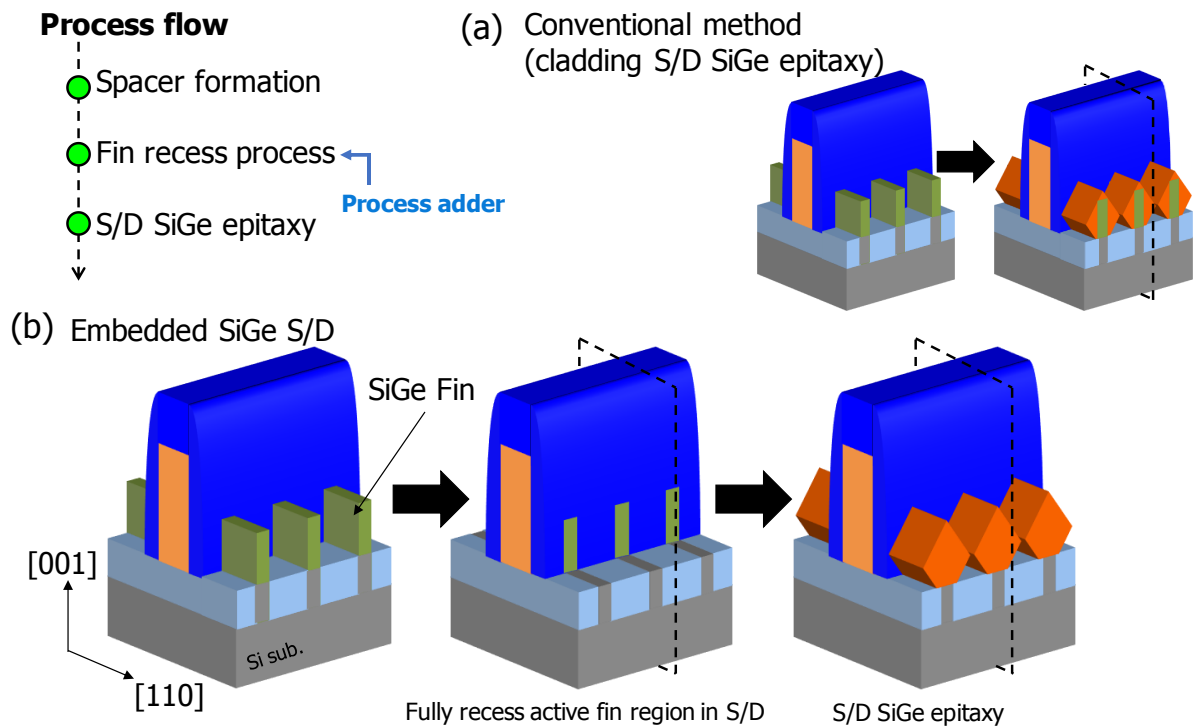 Process flow
Spacer formation
Fin recess process
Process adder
S/D SiGe epitaxy
(a) Conventional method
(cladding S/D SiGe epitaxy)
(b) Embedded SiGe S/D
SiGe Fin
[001]
[110]
Si sub.
Fully recess active fin region in S/D
S/D SiGe epitaxy